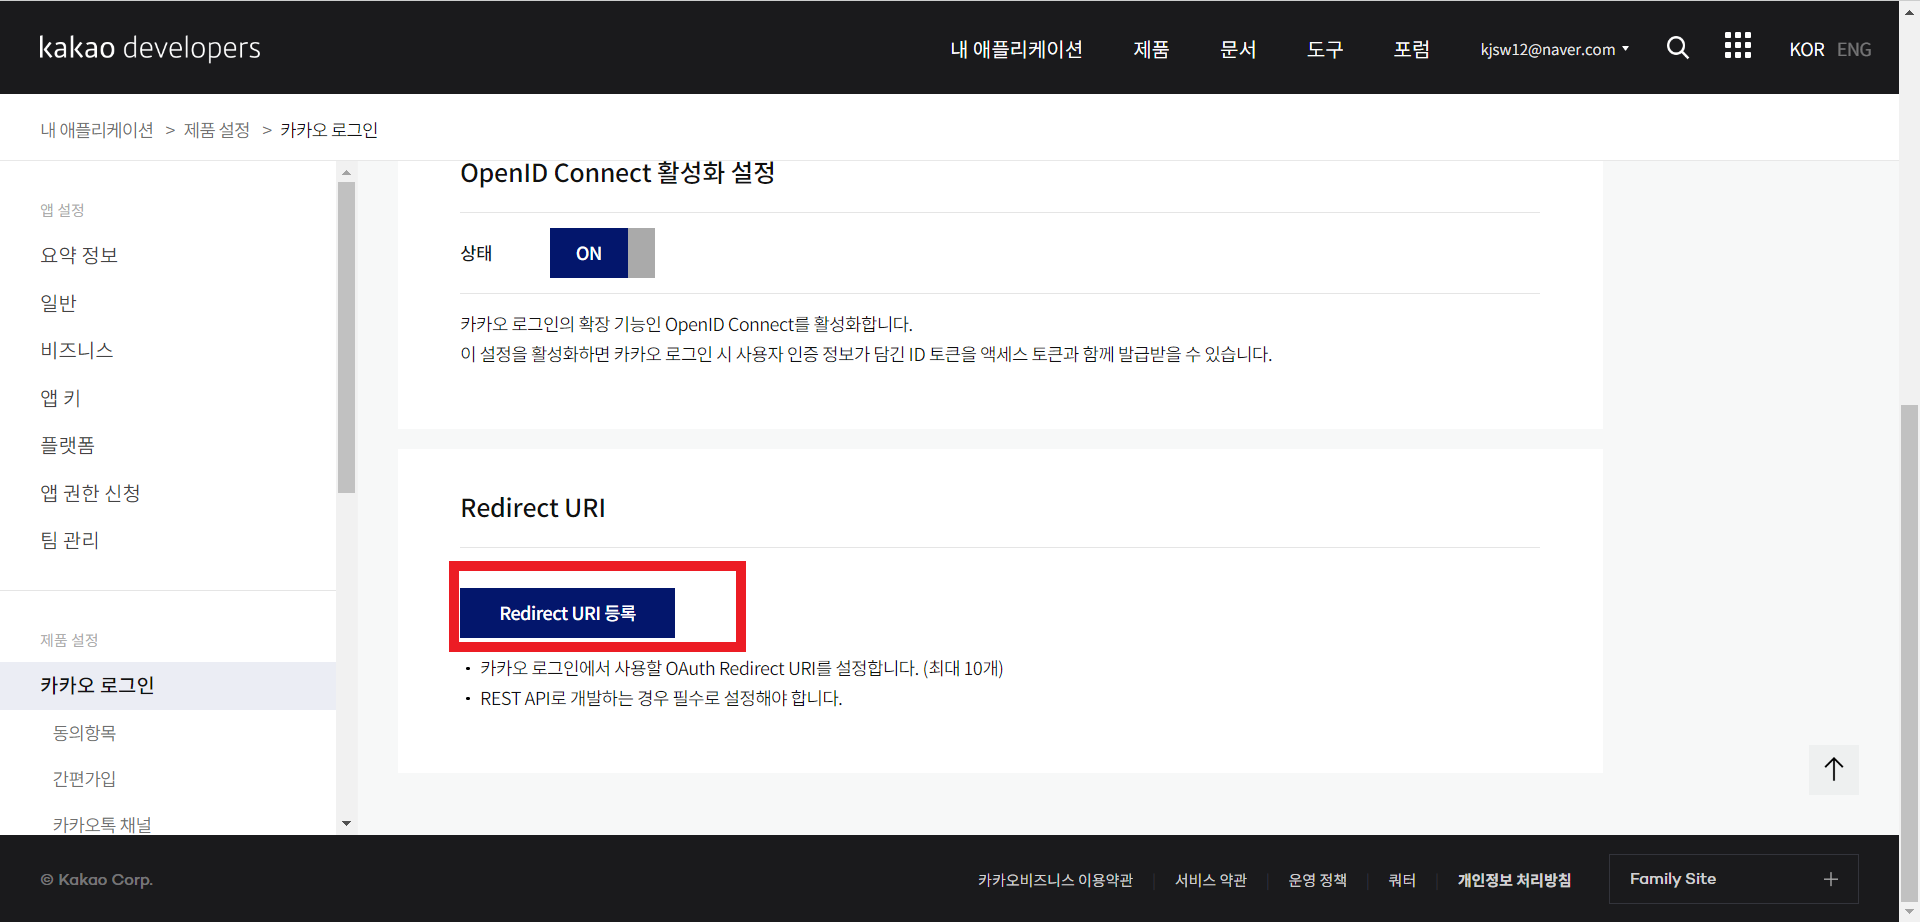 kakao developers
내 애플리케이션 제품 문서 도구 포럼 kjsw12@naver.com KOR ENG
내 애플리케이션 > 제품 설정 > 카카오 로그인
앱 설정
요약 정보
일반
비즈니스
앱 키
플랫폼
앱 권한 신청
팀 관리
제품 설정
카카오 로그인
동의항목
간편가입
카카오톡 채널
OpenID Connect 활성화 설정
상태 ON
카카오 로그인의 확장 기능인 OpenID Connect를 활성화합니다.
이 설정을 활성화하면 카카오 로그인 시 사용자 인증 정보가 담긴 ID 토큰을 액세스 토큰과 함께 발급받을 수 있습니다.
Redirect URI
Redirect URI 등록
• 카카오 로그인에서 사용할 OAuth Redirect URI를 설정합니다. (최대 10개)
• REST API로 개발하는 경우 필수로 설정해야 합니다.
© Kakao Corp.
카카오비즈니스 이용약관 서비스 약관 운영 정책 쿼터 개인정보 처리방침 Family Site